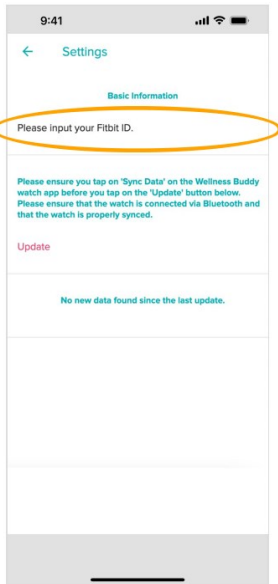 9:41
Settings
Basic Information
Please input your Fitbit ID.
Please ensure you tap on 'Sync Data' on the Wellness Buddy
watch app before you tap on the 'Update' button below.
Please ensure that the watch is connected via Bluetooth and
that the watch is properly synced.
Update
No new data found since the last update.